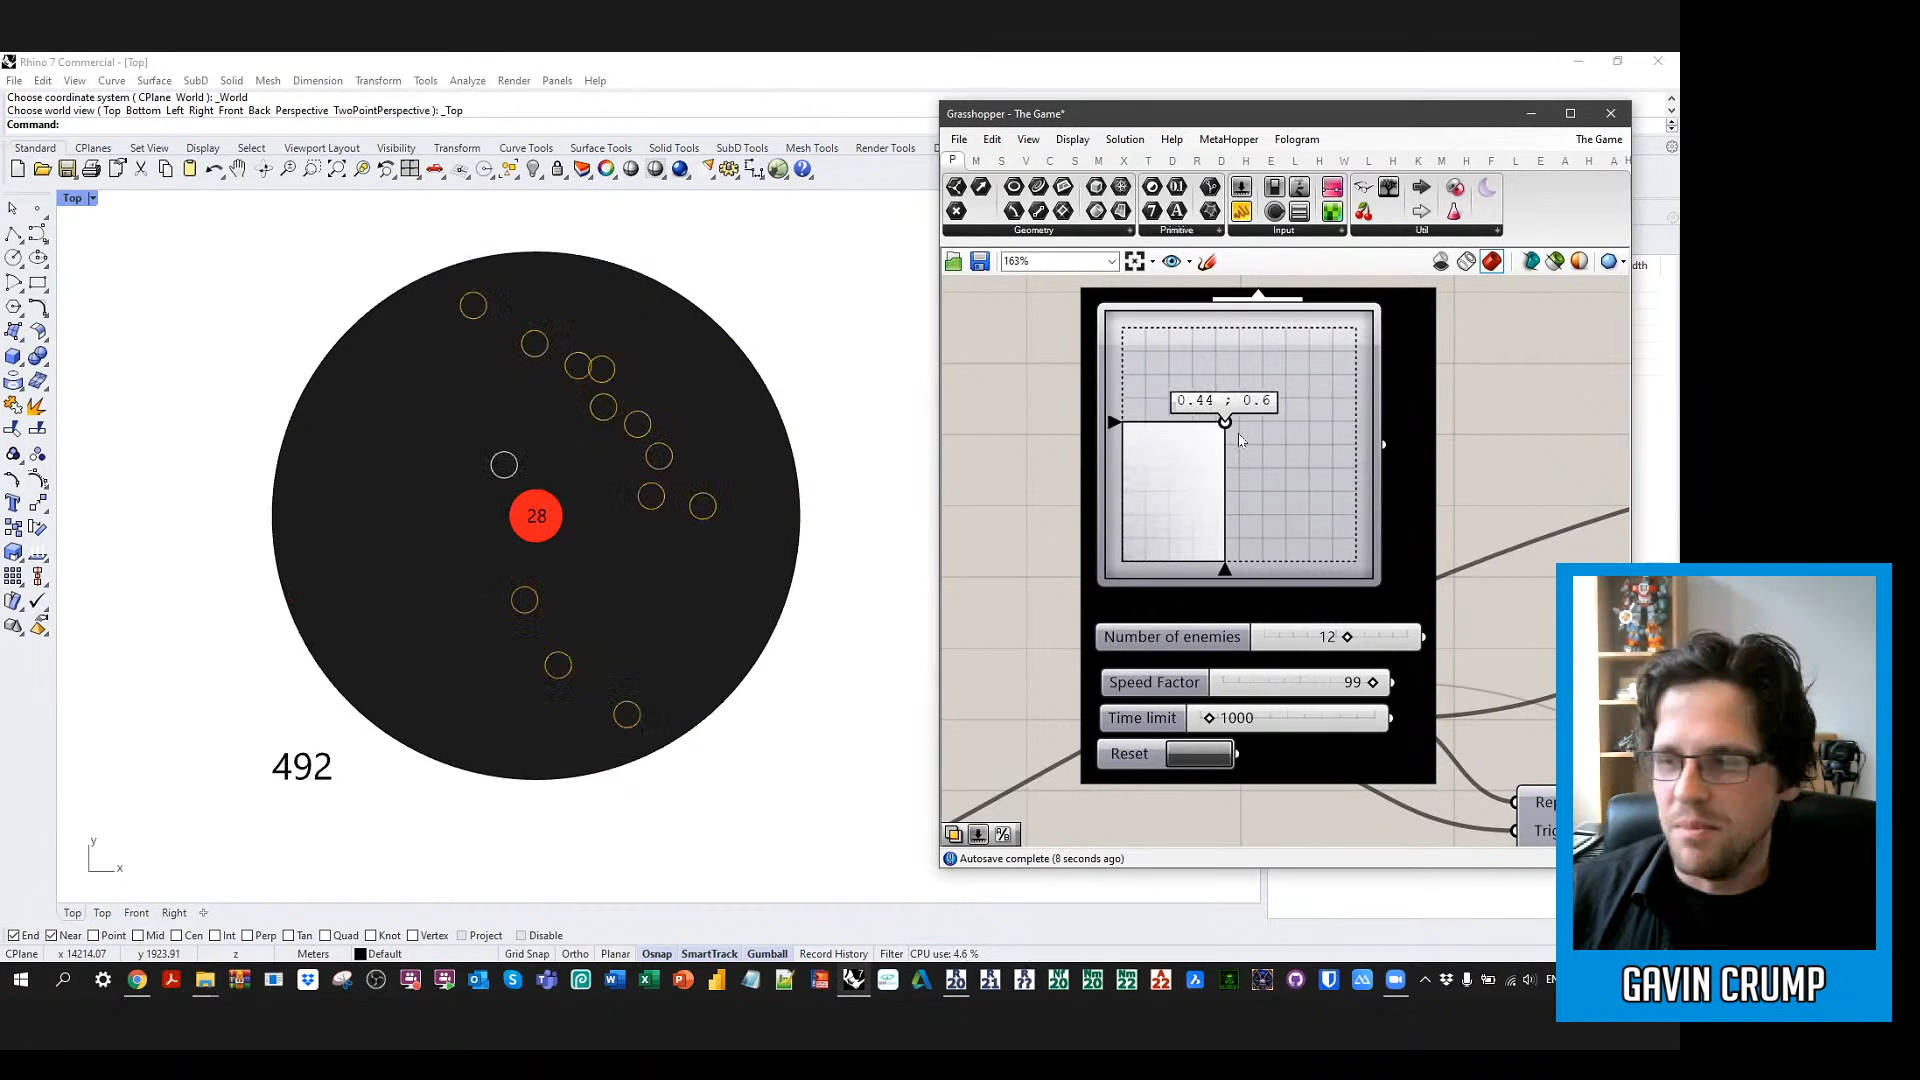 Rhino 7 Commercial - [Top]
File Edit View Curve Surface SubD Solid Mesh Dimension Transform Tools Analyze Render Panels Help
Choose coordinate system ( CPlane World ): _World
Choose world view ( Top Bottom Left Right Front Back Perspective TwoPointPerspective ): _Top
Command:
Standard CPlanes Set View Display Select Viewport Layout Visibility Transform Curve Tools Surface Tools Solid Tools SubD Tools Mesh Tools Render Tools D
Top
28
492
y
x
Grasshopper - The Game*
File Edit View Display Solution Help MetaHopper Fologram The Game
P M S V C S M X T D R D H E L H W L H K M H F L E A H A H
Geometry Primitive Input Util
163%
dth
0.44 ; 0.6
Number of enemies 12
Speed Factor 99
Time limit 1000
Reset
Rep
Trig
Autosave complete (8 seconds ago)
Top Top Front Right
End Near Point Mid Cen Int Perp Tan Quad Knot Vertex Project Disable
CPlane x 14214.07 y 1923.91 z Meters Default Grid Snap Ortho Planar Osnap SmartTrack Gumball Record History Filter CPU use: 4.6 %
GAVIN CRUMP